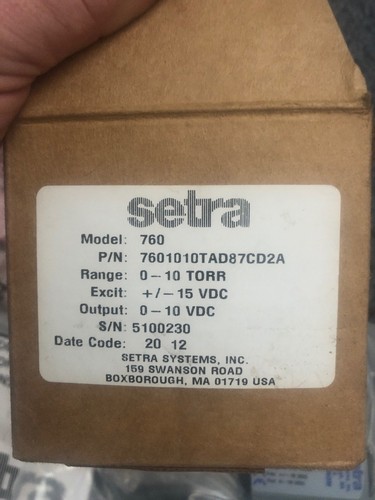 setra
Model: 760
P/N: 7601010TAD87CD2A
Range: 0-10 TORR
Excit: +/-15 VDC
Output: 0-10 VDC
S/N: 5100230
Date Code: 20 12
SETRA SYSTEMS, INC.
159 SWANSON ROAD
BOXBOROUGH, MA 01719 USA